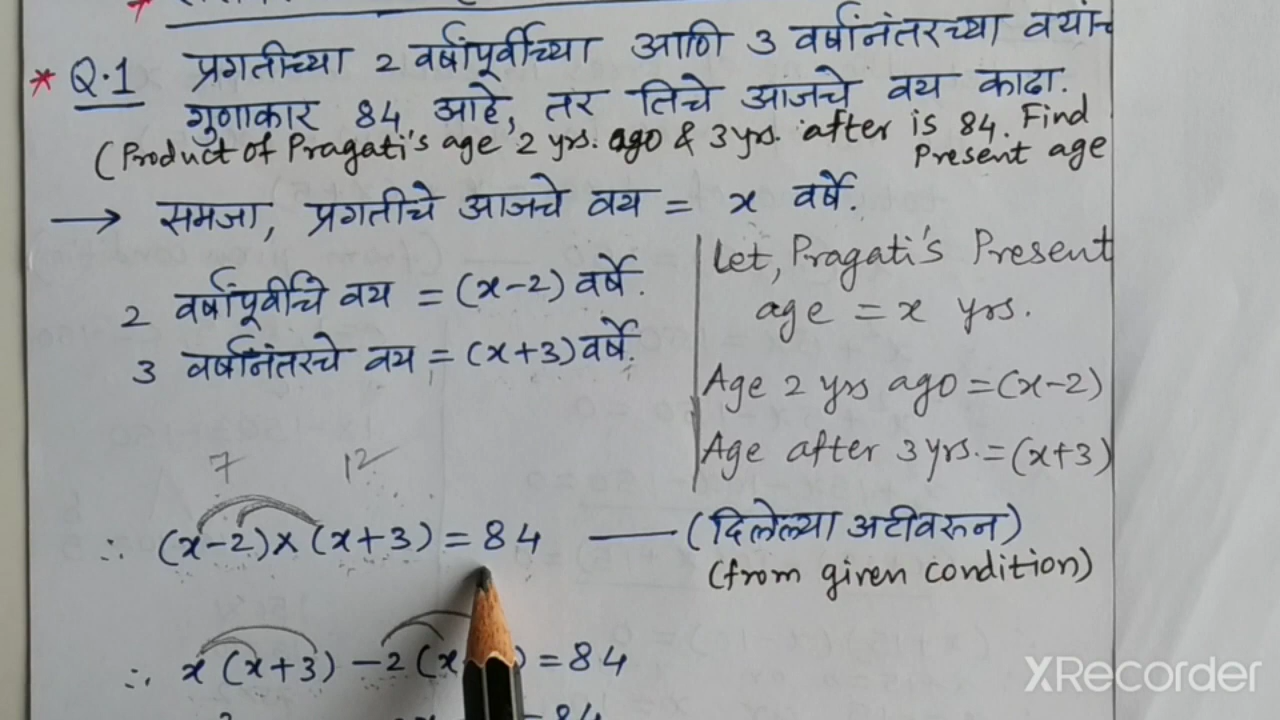 * Q.1 प्रगतीच्या 2 वर्षांपूर्वीच्या आणि 3 वर्षांनंतरच्या
गुणाकार 84 आहे, तर तिचे आजचे वय काढा.
(Product of Pragati's age 2 yrs. ago & 3 yrs. after is 84. Find
Present age
→ समजा, प्रगतीचे आजचे वय = x वर्षे.
2 वर्षांपूर्वीचे वय = (x-2) वर्षे.
3 वर्षांनंतरचे वय = (x+3) वर्षे.
Let, Pragati's Present
age = x yrs.
Age 2 yrs ago = (x-2)
Age after 3 yrs. = (x+3)
7 12
∴ (x-2) × (x+3) = 84 — (दिलेल्या अटीवरून)
(from given condition)
∴ x (x+3) -2 (x ) = 84
= 84
XRecorder